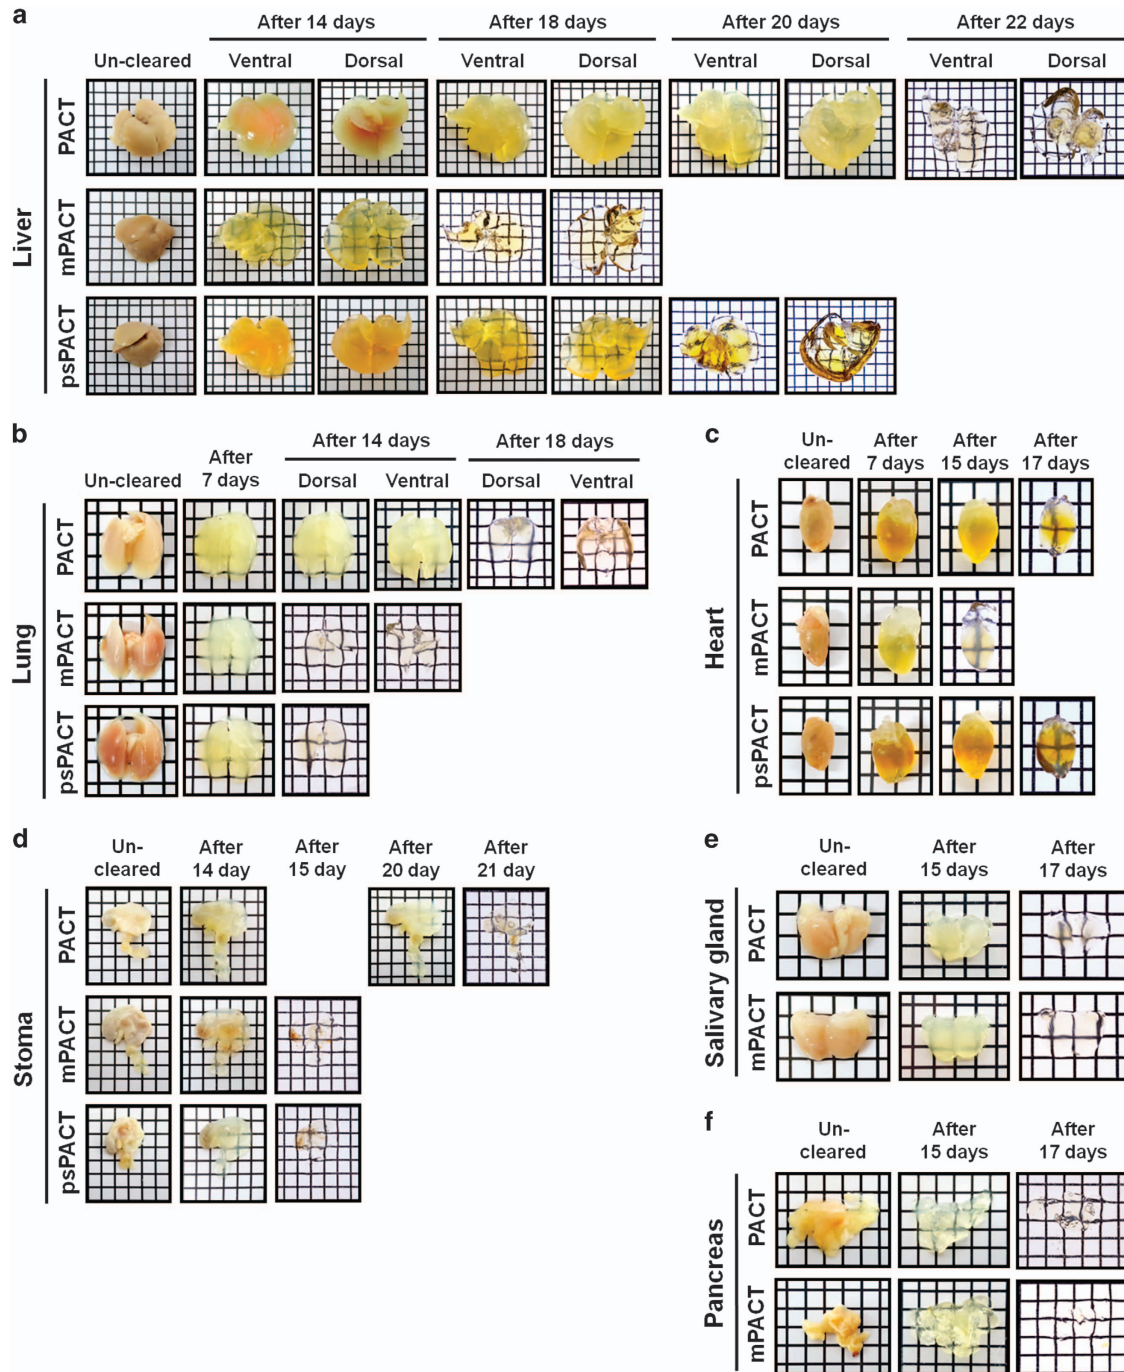 a
After 14 days
After 18 days
After 20 days
After 22 days
Un-cleared
Ventral
Dorsal
Ventral
Dorsal
Ventral
Dorsal
Ventral
Dorsal
Liver
PACT
mPACT
psPACT
b
After 14 days
After 18 days
Un-cleared
After
7 days
Dorsal
Ventral
Dorsal
Ventral
Lung
PACT
mPACT
psPACT
c
Un-
cleared
After
7 days
After
15 days
After
17 days
Heart
PACT
mPACT
psPACT
d
Un-
cleared
After
14 day
After
15 day
After
20 day
After
21 day
Stoma
PACT
mPACT
psPACT
e
Un-
cleared
After
15 days
After
17 days
Salivary gland
PACT
mPACT
f
Un-
cleared
After
15 days
After
17 days
Pancreas
PACT
mPACT